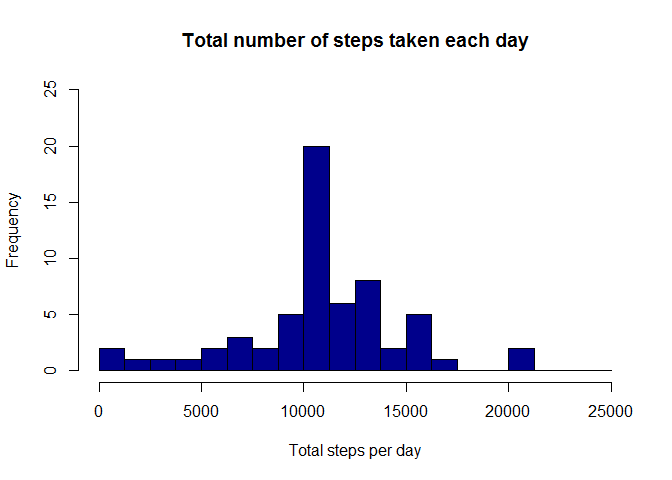 Total number of steps taken each day
25
20
15
10
5
0
Frequency
0 5000 10000 15000 20000 25000
Total steps per day